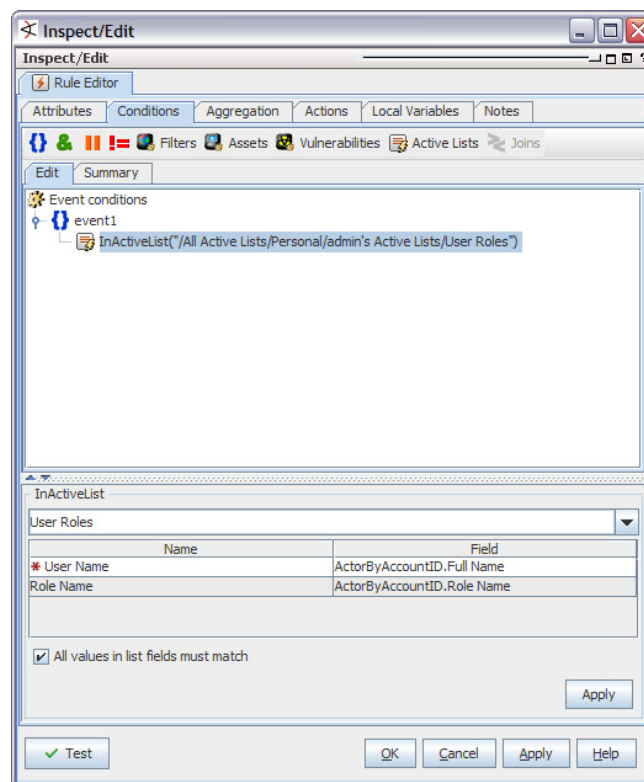 Inspect/Edit
Inspect/Edit
Rule Editor
Attributes Conditions Aggregation Actions Local Variables Notes
{} & != Filters Assets Vulnerabilities Active Lists Joins
Edit Summary
Event conditions
{} event1
InActiveList("/All Active Lists/Personal/admin's Active Lists/User Roles")
InActiveList
User Roles
Name Field
* User Name ActorByAccountID.Full Name
Role Name ActorByAccountID.Role Name
All values in list fields must match
Apply
Test OK Cancel Apply Help